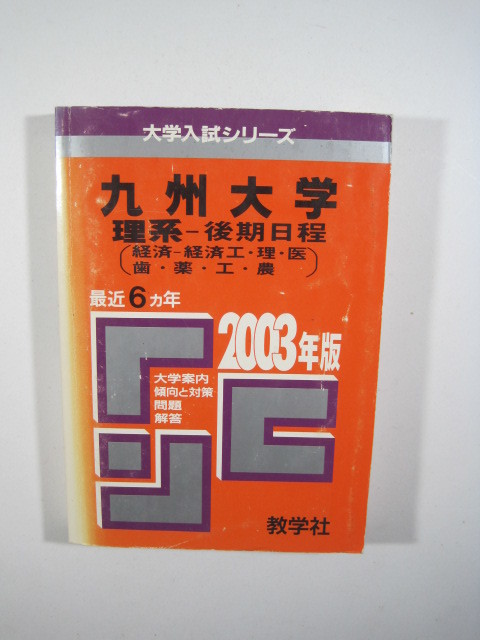 大学入試シリーズ
九州大学
理系-後期日程
(経済-経済工・理・医
歯・薬・工・農)
最近6カ年
2003年版
大学案内
傾向と対策
問題
解答
教学社